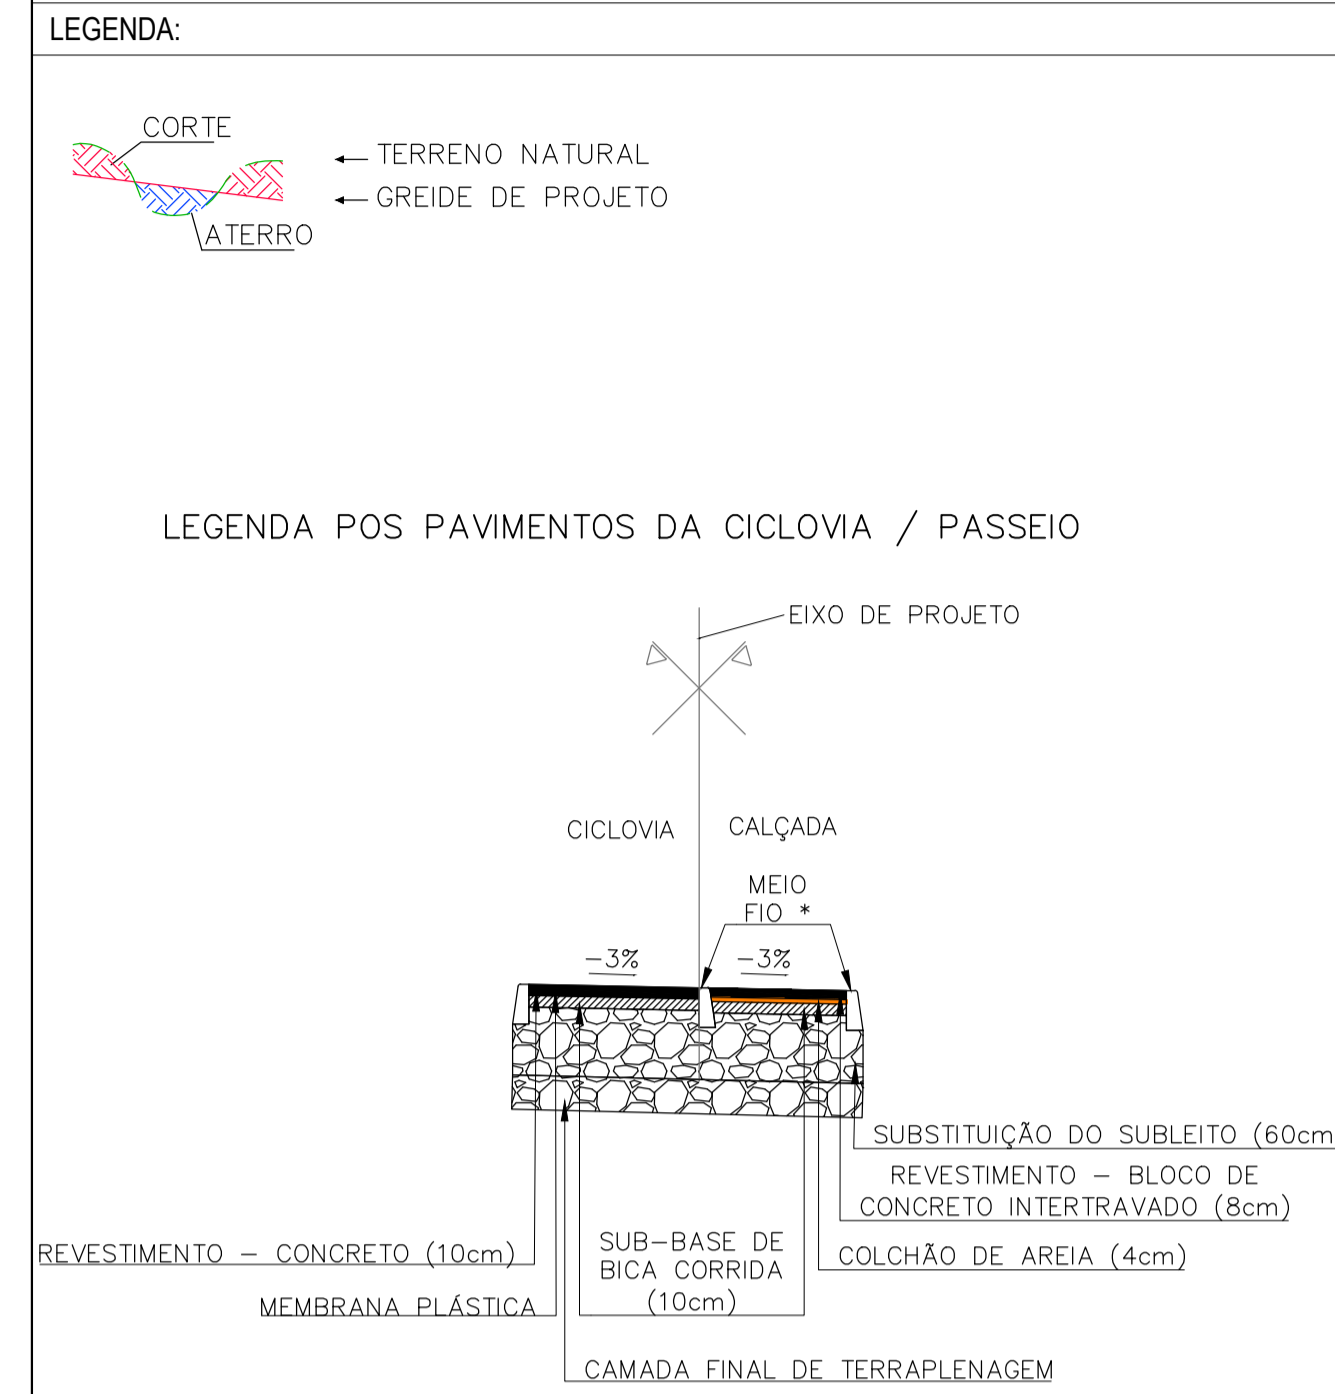 LEGENDA:
CORTE
TERRENO NATURAL
GREIDE DE PROJETO
ATERRO
LEGENDA POS PAVIMENTOS DA CICLOVIA / PASSEIO
EIXO DE PROJETO
CICLOVIA
CALÇADA
MEIO
FIO *
-3%
-3%
SUBSTITUIÇÃO DO SUBLEITO (60cm
REVESTIMENTO - BLOCO DE
CONCRETO INTERTRAVADO (8cm)
REVESTIMENTO - CONCRETO (10cm)
SUB-BASE DE
BICA CORRIDA
(10cm)
COLCHÃO DE AREIA (4cm)
MEMBRANA PLÁSTICA
CAMADA FINAL DE TERRAPLENAGEM